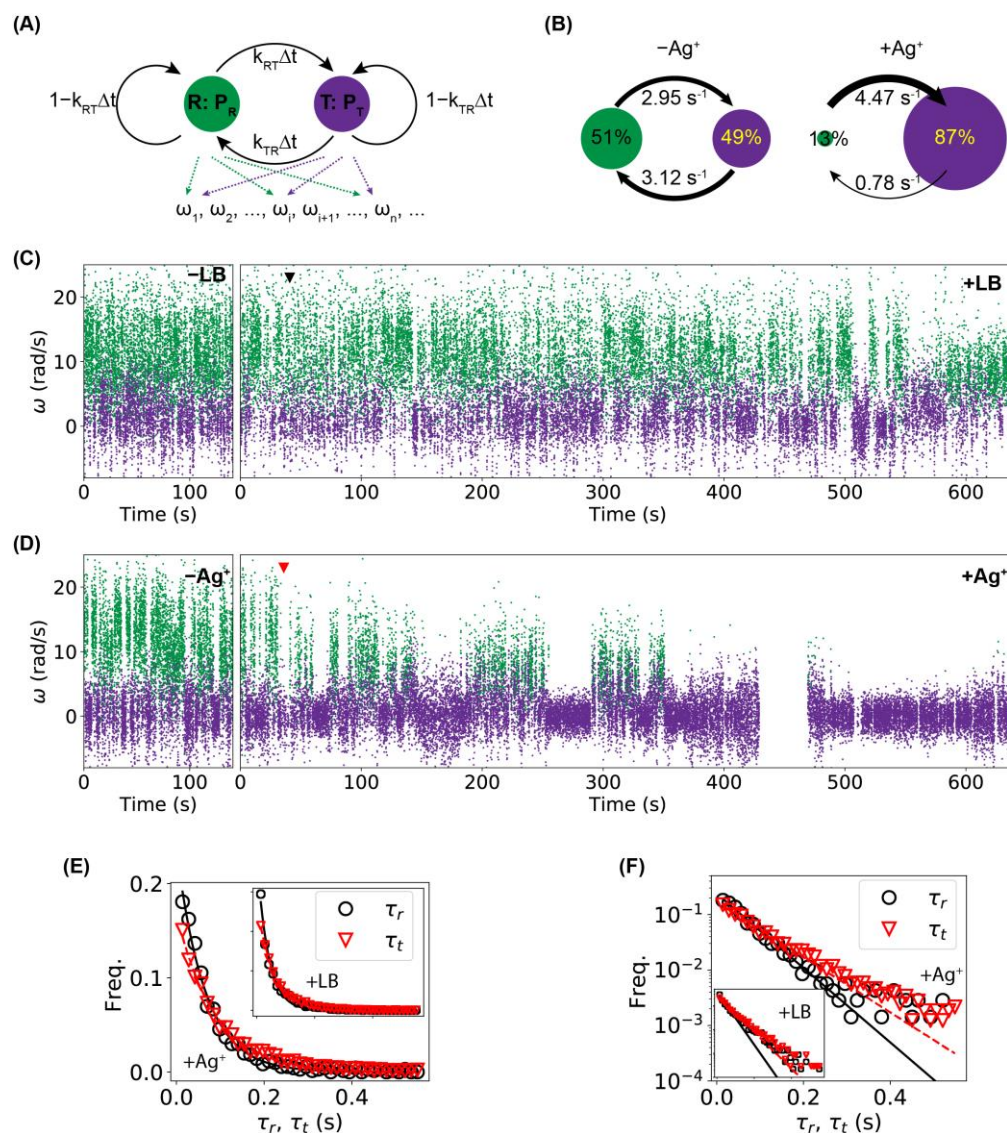 (A)
k_RTΔt
1−k_RTΔt
R: P_R
T: P_T
1−k_TRΔt
k_TRΔt
ω₁, ω₂, ..., ω_i, ω_{i+1}, ..., ω_n, ...
(B)
−Ag⁺
+Ag⁺
2.95 s⁻¹
4.47 s⁻¹
51%
49%
13%
87%
3.12 s⁻¹
0.78 s⁻¹
(C)
−LB
+LB
20
10
0
ω (rad/s)
0 100
0 100 200 300 400 500 600
Time (s)
Time (s)
(D)
−Ag⁺
+Ag⁺
20
10
0
ω (rad/s)
0 100
0 100 200 300 400 500 600
Time (s)
Time (s)
(E)
0.2
0.1
0.0
Freq.
τ_r
τ_t
+LB
+Ag⁺
0.0 0.2 0.4
τ_r, τ_t (s)
(F)
10⁻¹
10⁻²
10⁻³
10⁻⁴
Freq.
τ_r
τ_t
+Ag⁺
+LB
0.0 0.2 0.4
τ_r, τ_t (s)